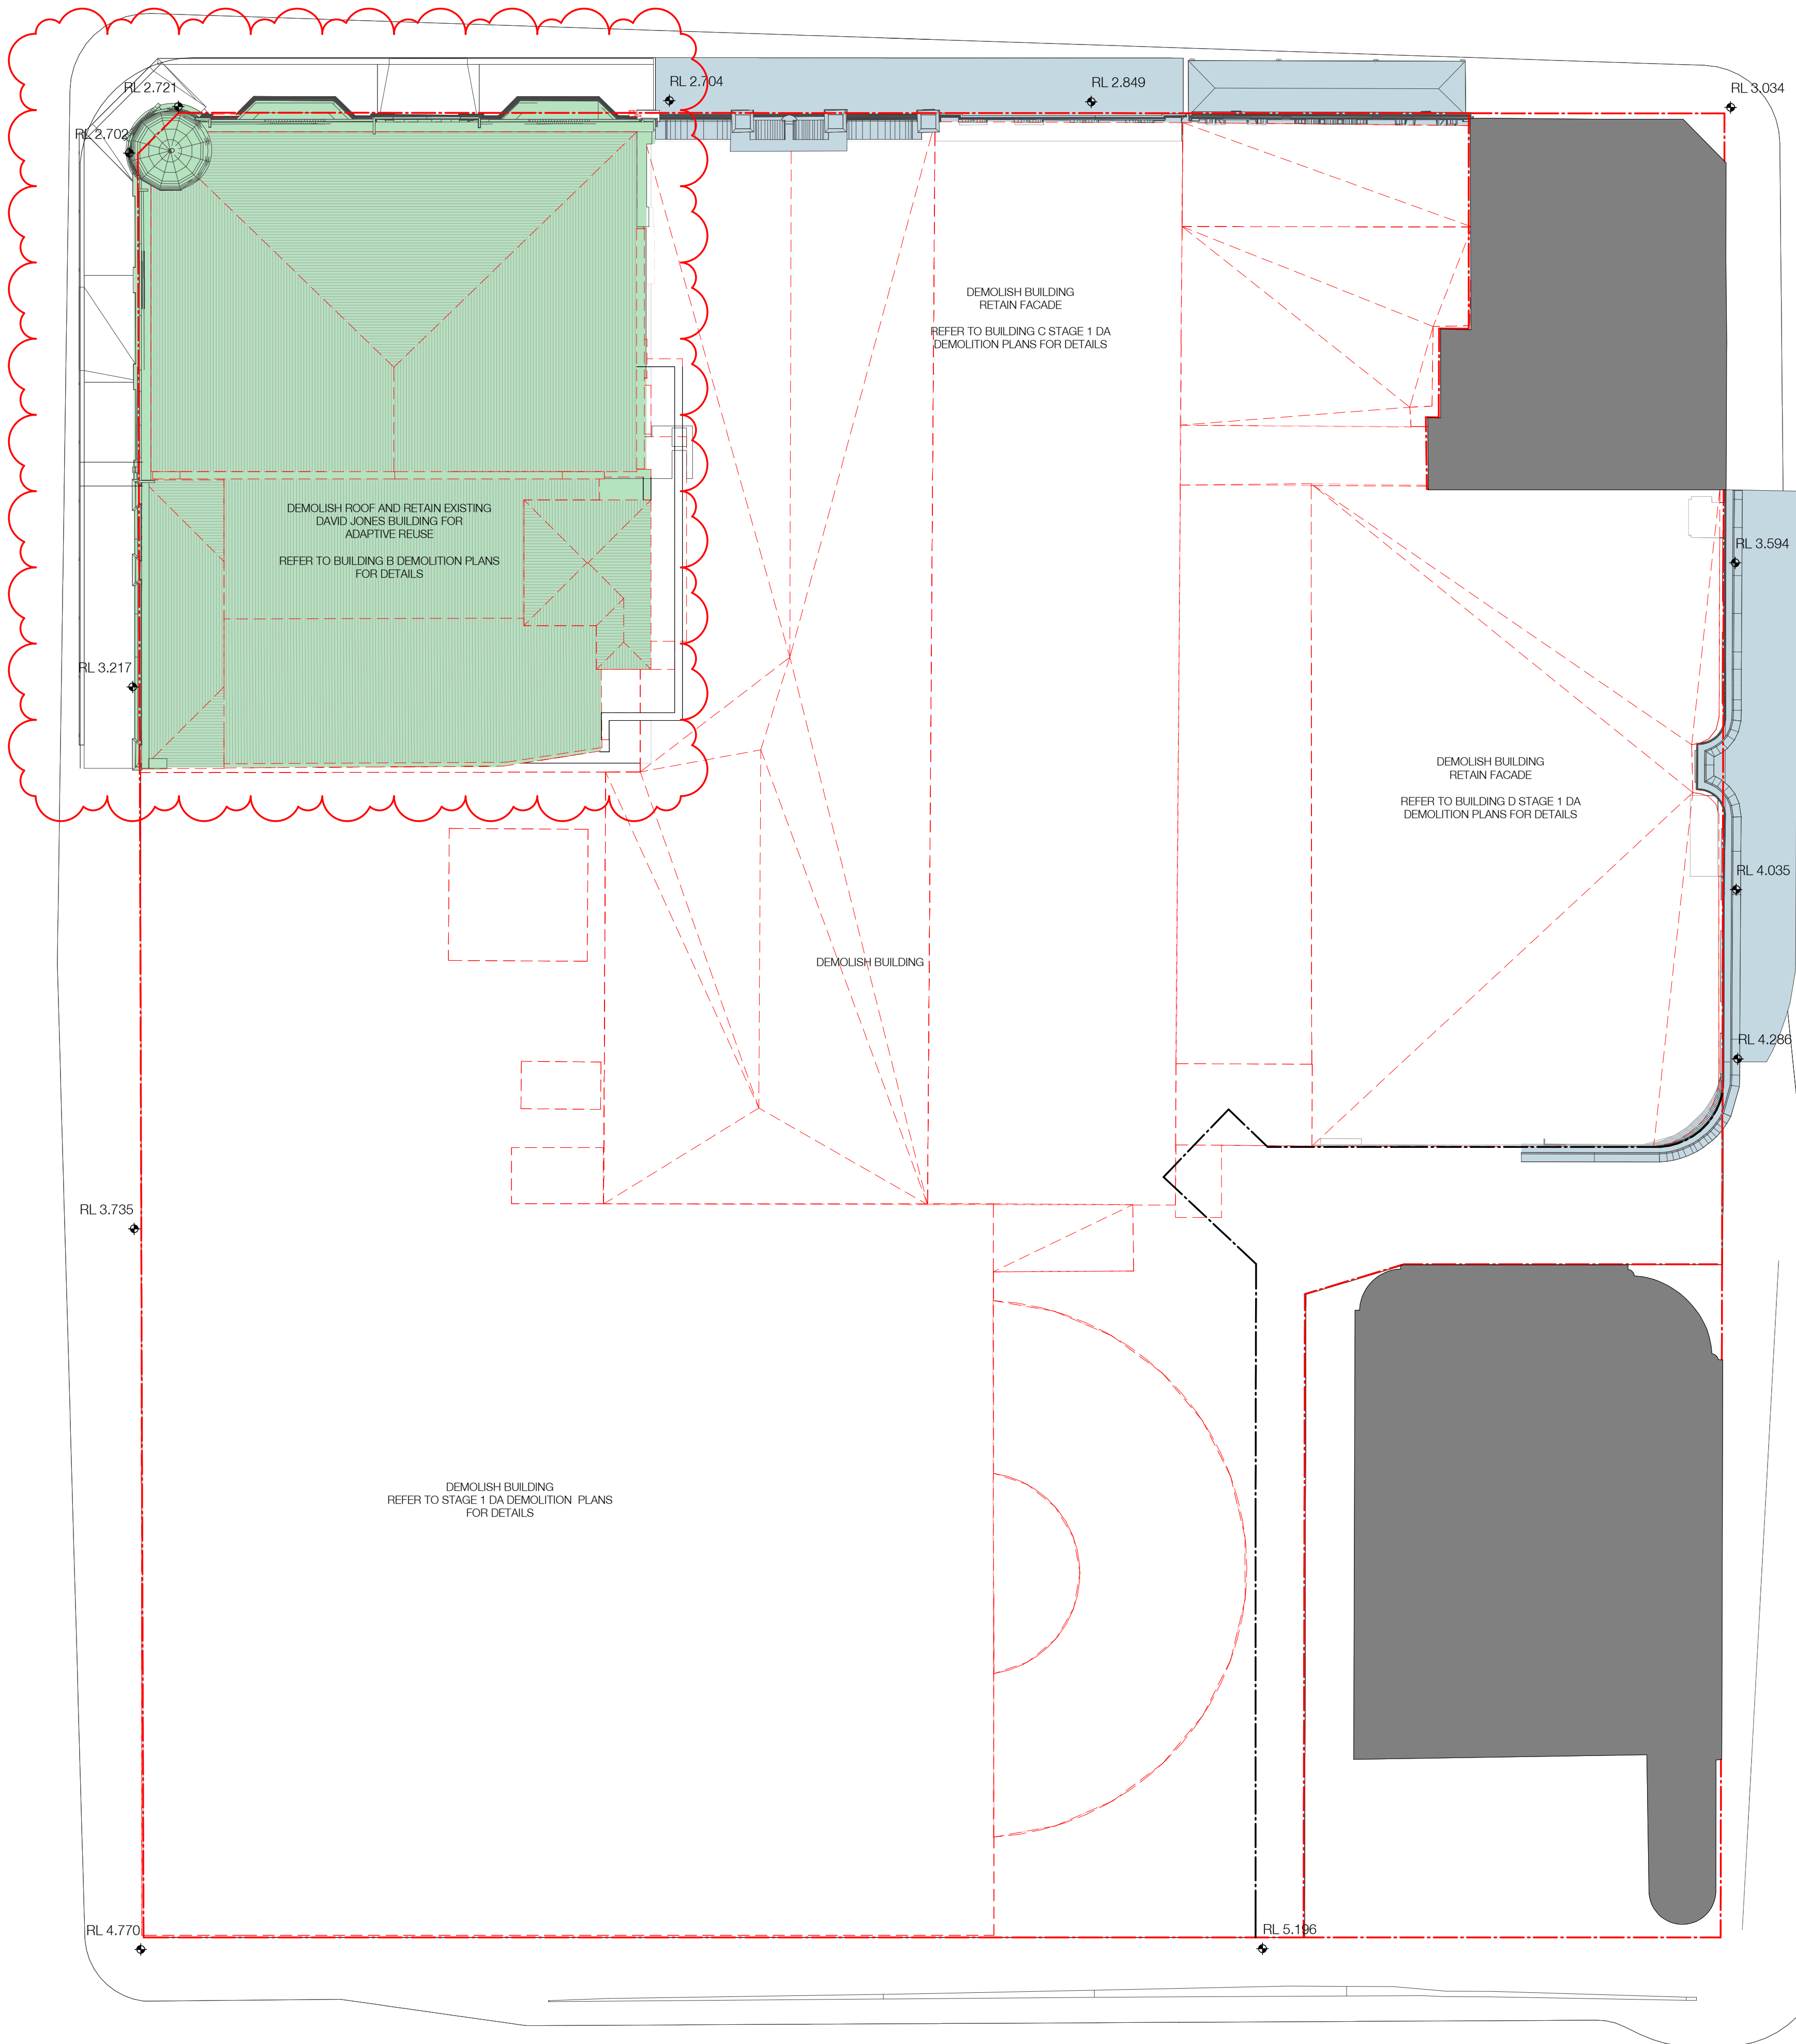 RL 2.721
RL 2.704
RL 2.849
RL 3.034
RL 2.702
DEMOLISH BUILDING
RETAIN FACADE
REFER TO BUILDING C STAGE 1 DA
DEMOLITION PLANS FOR DETAILS
DEMOLISH ROOF AND RETAIN EXISTING
DAVID JONES BUILDING FOR
ADAPTIVE REUSE
REFER TO BUILDING B DEMOLITION PLANS
FOR DETAILS
RL 3.594
RL 3.217
DEMOLISH BUILDING
RETAIN FACADE
REFER TO BUILDING D STAGE 1 DA
DEMOLITION PLANS FOR DETAILS
RL 4.035
DEMOLISH BUILDING
RL 4.286
RL 3.735
DEMOLISH BUILDING
REFER TO STAGE 1 DA DEMOLITION PLANS
FOR DETAILS
RL 4.770
RL 5.196